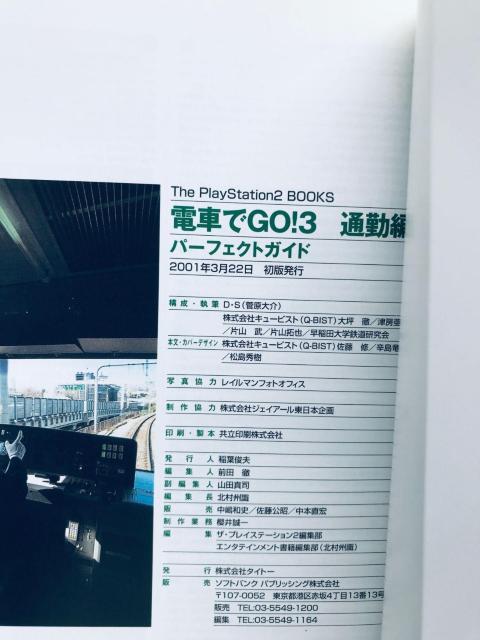 The PlayStation2 BOOKS
電車でGO!3 通勤編
パーフェクトガイド
2001年3月22日 初版発行
構成・執筆 D・S(菅原大介)
株式会社キュービスト(Q-BIST)大坪 徹/津房亜
/片山 武/片山拓也/早稲田大学鉄道研究会
本文・カバーデザイン 株式会社キュービスト(Q-BIST)佐藤 修/辛島竜
/松島秀樹
写真協力 レイルマンフォトオフィス
制作協力 株式会社ジェイアール東日本企画
印刷・製本 共立印刷株式会社
発行人 稲葉俊夫
編集人 前田 徹
副編集人 山田真司
編集長 北村州識
販売 中嶋和史/佐藤公昭/中本直宏
制作業務 櫻井誠一
編集 ザ・プレイステーション2編集部
エンタテインメント書籍編集部(北村州識)
発行 株式会社タイトー
販売 ソフトバンク パブリッシング株式会社
〒107-0052 東京都港区赤坂4丁目13番13号
販売 TEL:03-5549-1200
編集 TEL:03-5549-1164